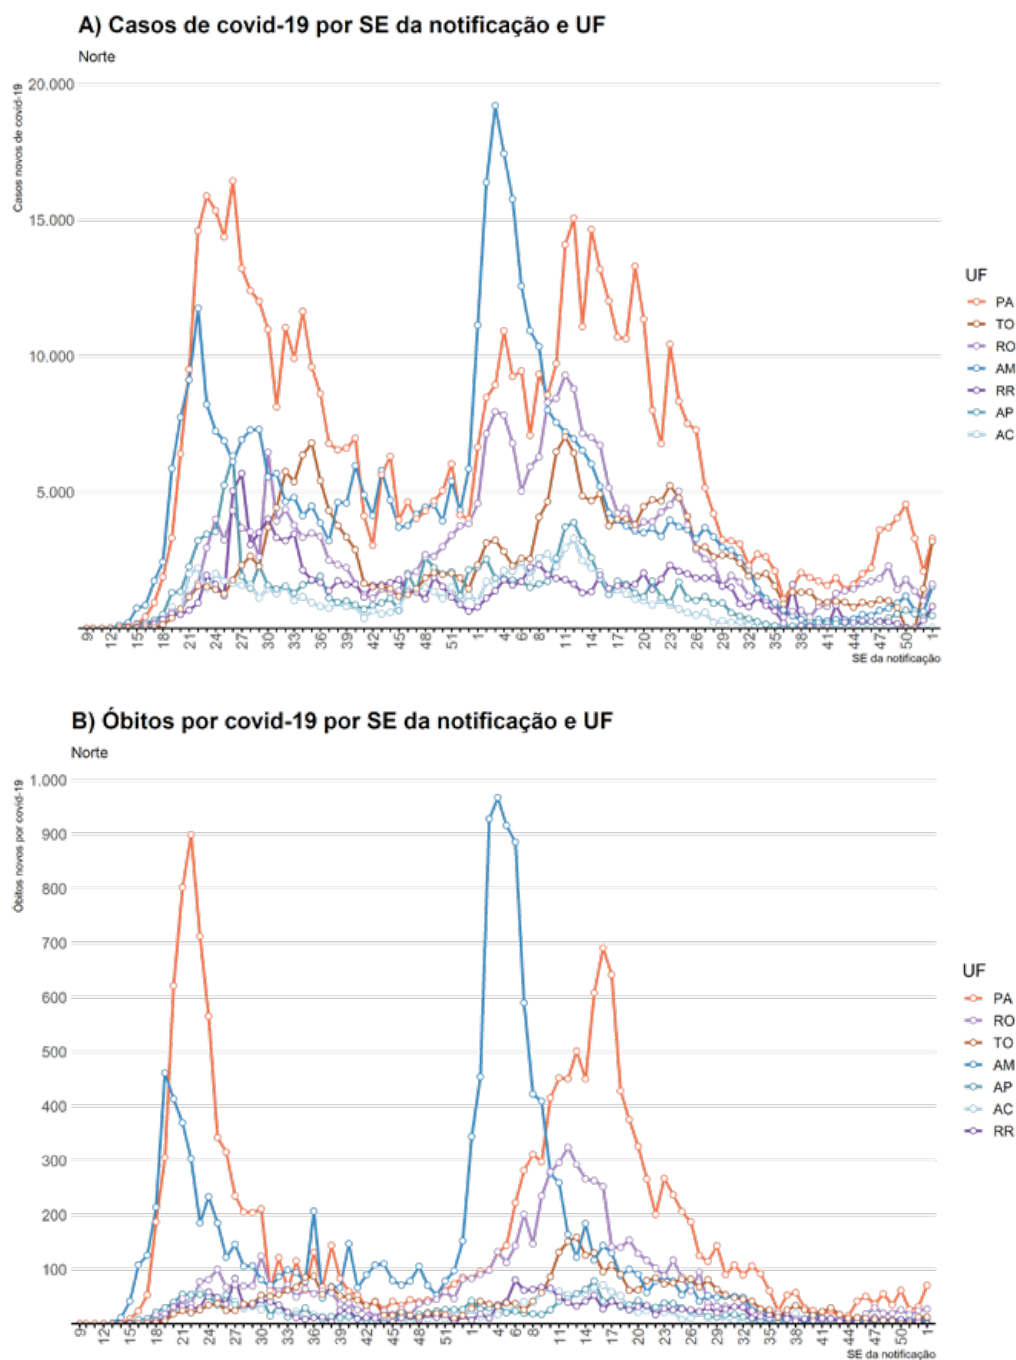 A) Casos de covid-19 por SE da notificação e UF
Norte
Casos novos de covid-19
20.000
15.000
10.000
5.000
9 12 15 18 21 24 27 30 33 36 39 42 45 48 51 1 4 6 8 11 14 17 20 23 26 29 32 35 38 41 44 47 50 1
SE da notificação
UF
PA
TO
RO
AM
RR
AP
AC
B) Óbitos por covid-19 por SE da notificação e UF
Norte
Óbitos novos por covid-19
1.000
900
800
700
600
500
400
300
200
100
9 12 15 18 21 24 27 30 33 36 39 42 45 48 51 1 4 6 8 11 14 17 20 23 26 29 32 35 38 41 44 47 50 1
SE da notificação
UF
PA
RO
TO
AM
AP
AC
RR